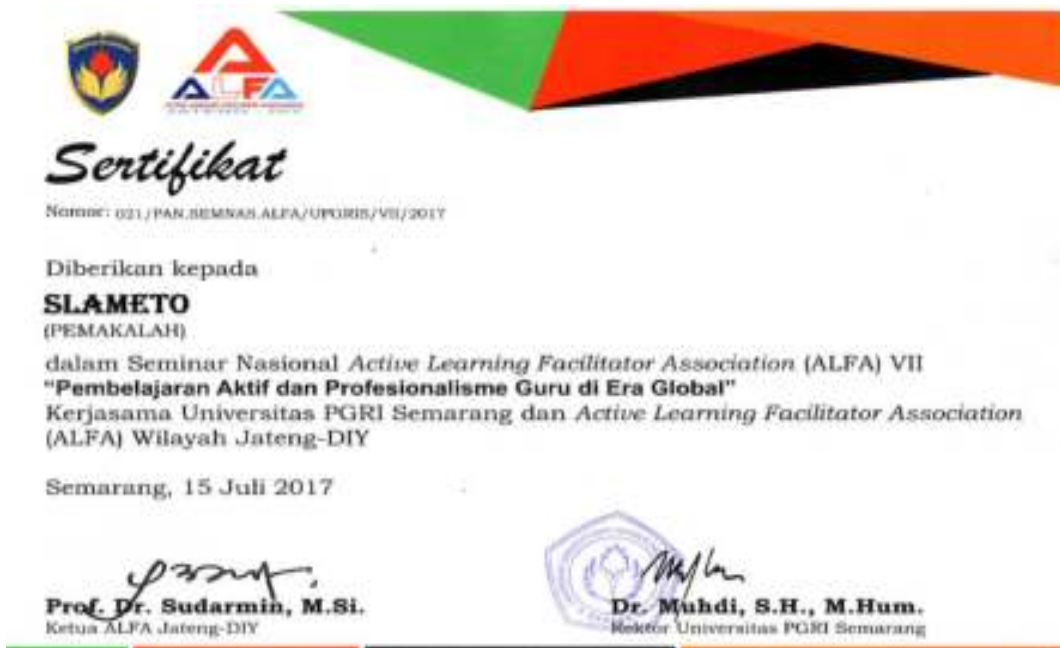 ALFA
Sertifikat
Nomor: 021/PAN.SEMNAS.ALFA/UPGRIS/VII/2017
Diberikan kepada
SLAMETO
(PEMAKALAH)
dalam Seminar Nasional Active Learning Facilitator Association (ALFA) VII
"Pembelajaran Aktif dan Profesionalisme Guru di Era Global"
Kerjasama Universitas PGRI Semarang dan Active Learning Facilitator Association
(ALFA) Wilayah Jateng-DIY
Semarang, 15 Juli 2017
Prof. Dr. Sudarmin, M.Si.
Dr. Muhdi, S.H., M.Hum.
Ketua ALFA Jateng-DIY
Rektor Universitas PGRI Semarang